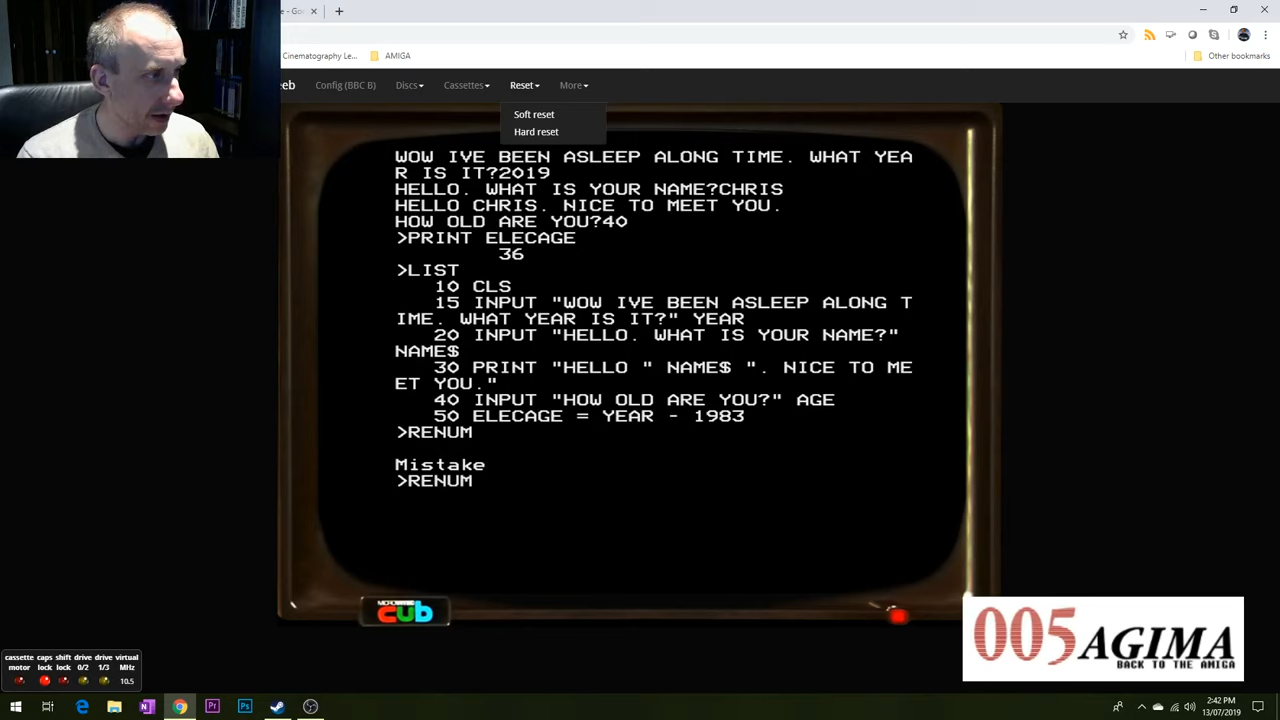 e - Go
Cinematography Le...
AMIGA
Other bookmarks
eeb
Config (BBC B)
Discs
Cassettes
Reset
More
Soft reset
Hard reset
WOW IVE BEEN ASLEEP ALONG TIME. WHAT YEA
R IS IT?2019
HELLO. WHAT IS YOUR NAME?CHRIS
HELLO CHRIS. NICE TO MEET YOU.
HOW OLD ARE YOU?40
>PRINT ELECAGE
36
>LIST
10 CLS
15 INPUT "WOW IVE BEEN ASLEEP ALONG T
IME. WHAT YEAR IS IT?" YEAR
20 INPUT "HELLO. WHAT IS YOUR NAME?"
NAME$
30 PRINT "HELLO " NAME$ ". NICE TO ME
ET YOU."
40 INPUT "HOW OLD ARE YOU?" AGE
50 ELECAGE = YEAR - 1983
>RENUM
Mistake
>RENUM
MICROVITEC
cub
005AGIMA
BACK TO THE AMIGA
cassette motor
caps lock
shift lock
drive 0/2
drive 1/3
virtual MHz
10.5
2:42 PM
13/07/2019